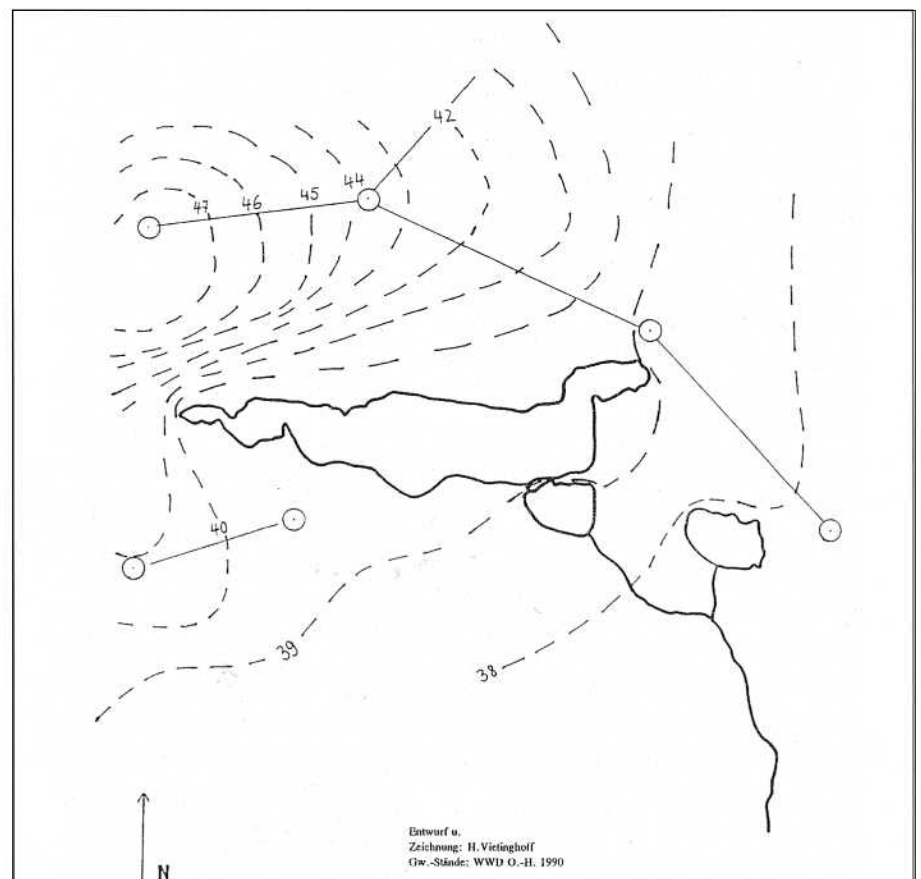 42
44
45
46
47
40
39
38
Entwurf u.
Zeichnung: H. Vietinghoff
Gw.-Stände: WWD O.-H. 1990
N